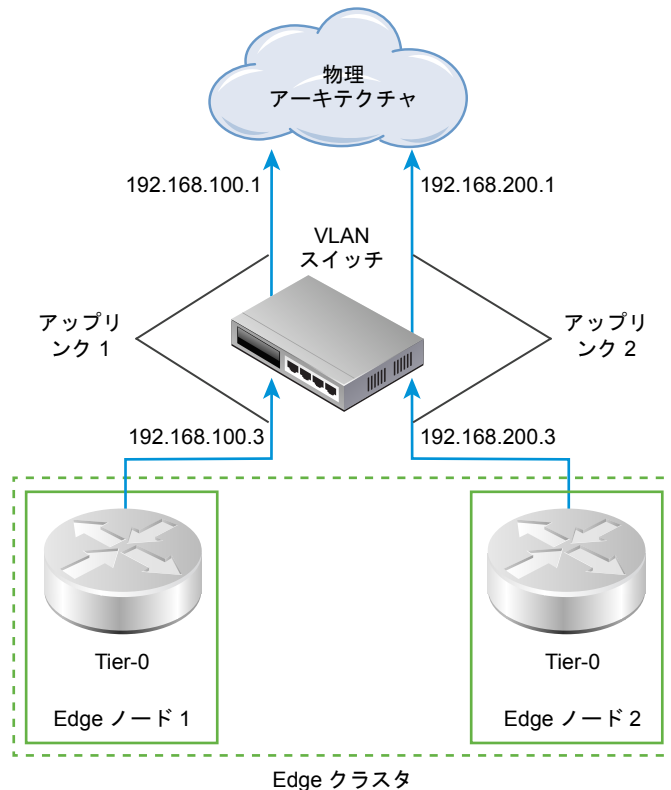 物理
アーキテクチャ
192.168.100.1
192.168.200.1
VLAN
スイッチ
アップリ
ンク 1
アップリ
ンク 2
192.168.100.3
192.168.200.3
Tier-0
Tier-0
Edge ノード 1
Edge ノード 2
Edge クラスタ